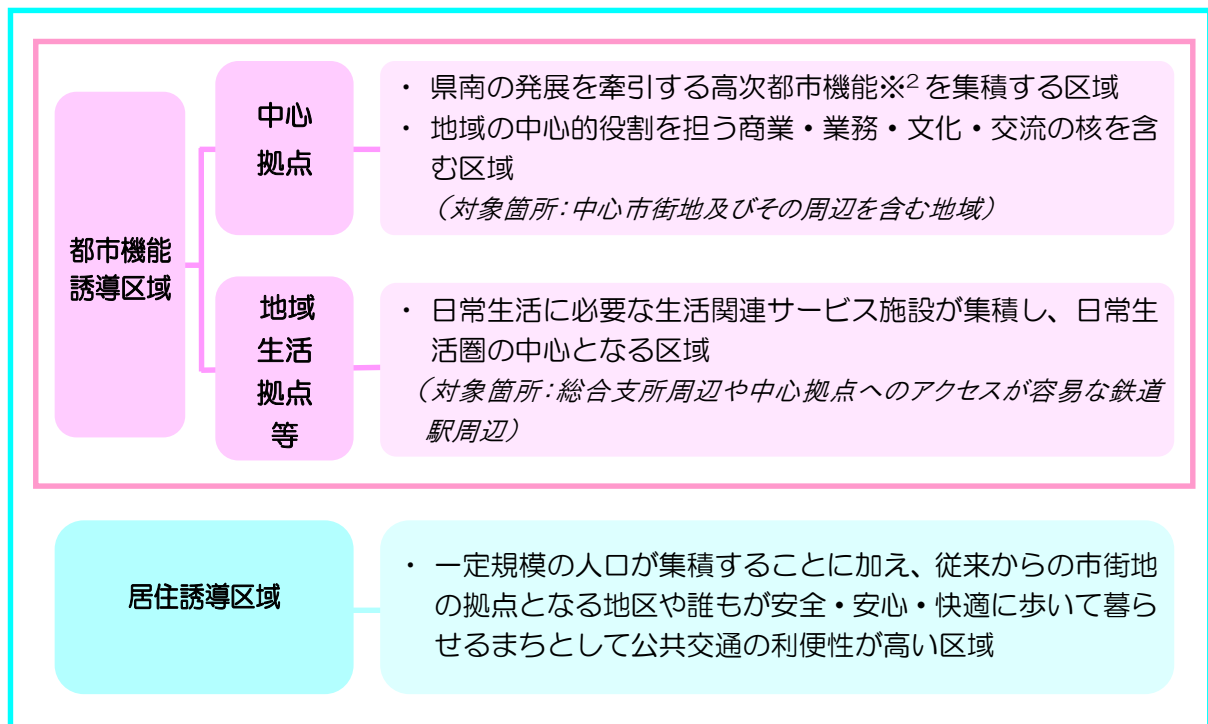 都市機能
誘導区域
中心
拠点
・ 県南の発展を牽引する高次都市機能※2を集積する区域
・ 地域の中心的役割を担う商業・業務・文化・交流の核を含
む区域
（対象箇所：中心市街地及びその周辺を含む地域）
地域
生活
拠点
等
・ 日常生活に必要な生活関連サービス施設が集積し、日常生
活圏の中心となる区域
（対象箇所：総合支所周辺や中心拠点へのアクセスが容易な鉄道
駅周辺）
居住誘導区域
・ 一定規模の人口が集積することに加え、従来からの市街地
の拠点となる地区や誰もが安全・安心・快適に歩いて暮ら
せるまちとして公共交通の利便性が高い区域